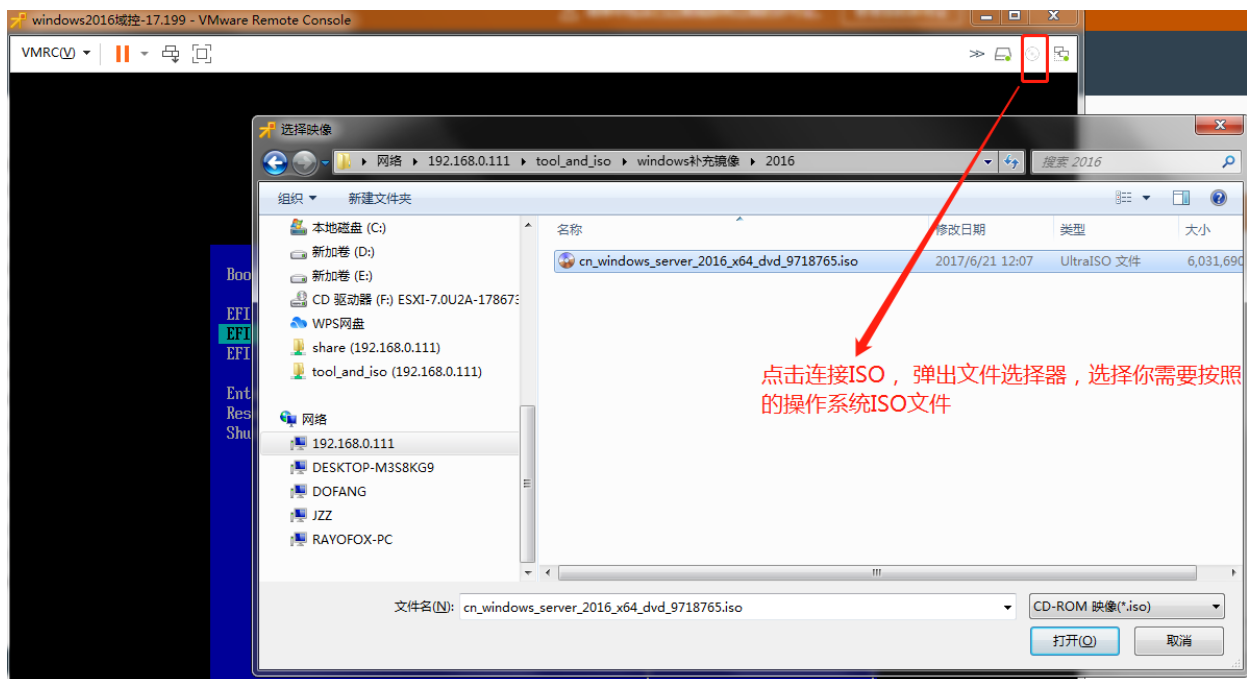 windows2016域控-17.199 - VMware Remote Console
VMRC(V)
选择映像
网络 192.168.0.111 tool_and_iso windows补充镜像 2016
搜索 2016
组织 新建文件夹
名称 修改日期 类型 大小
cn_windows_server_2016_x64_dvd_9718765.iso 2017/6/21 12:07 UltraISO 文件 6,031,690
本地磁盘 (C:)
新加卷 (D:)
新加卷 (E:)
CD 驱动器 (F:) ESXI-7.0U2A-17867
WPS网盘
share (192.168.0.111)
tool_and_iso (192.168.0.111)
网络
192.168.0.111
DESKTOP-M3S8KG9
DOFANG
JZZ
RAYOFOX-PC
Boo
EFI
EFI
EFI
Ent
Res
Shu
点击连接ISO ，弹出文件选择器，选择你需要按照
的操作系统ISO文件
文件名(N): cn_windows_server_2016_x64_dvd_9718765.iso
CD-ROM 映像(*.iso)
打开(O) 取消